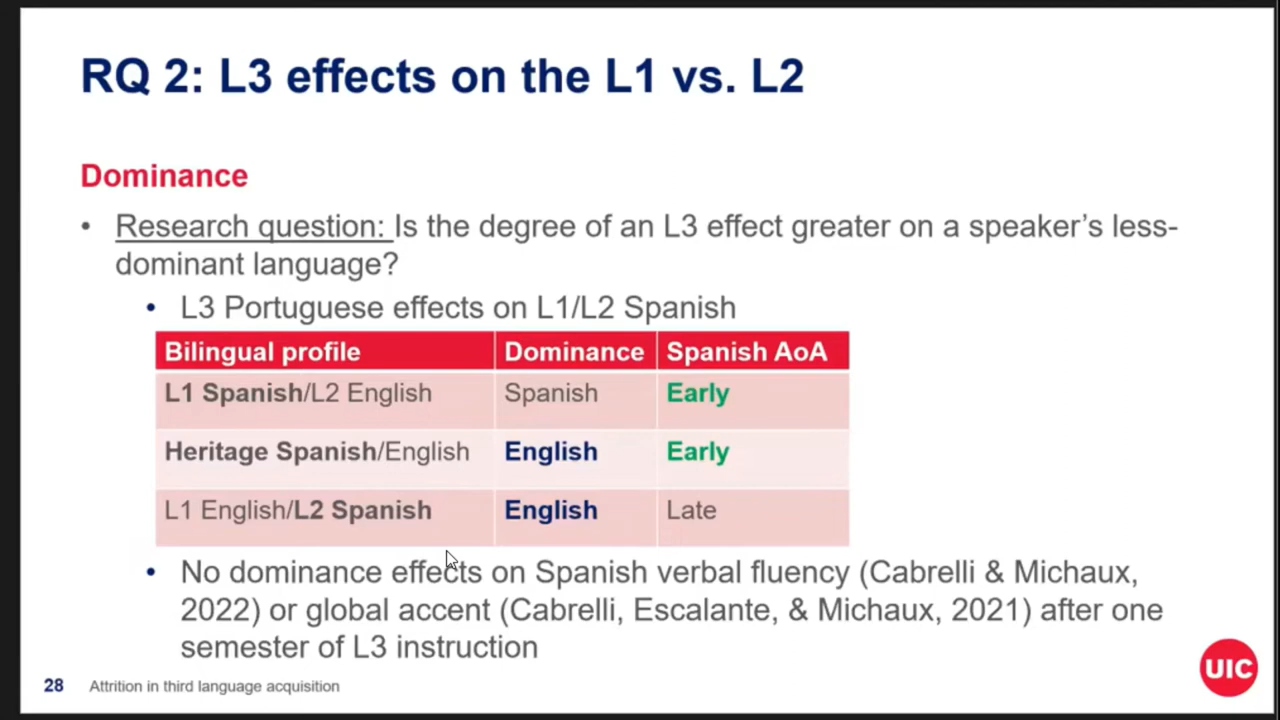 RQ 2: L3 effects on the L1 vs. L2
Dominance
• Research question: Is the degree of an L3 effect greater on a speaker’s less-
dominant language?
• L3 Portuguese effects on L1/L2 Spanish
Bilingual profile Dominance Spanish AoA
L1 Spanish/L2 English Spanish Early
Heritage Spanish/English English Early
L1 English/L2 Spanish English Late
• No dominance effects on Spanish verbal fluency (Cabrelli & Michaux,
2022) or global accent (Cabrelli, Escalante, & Michaux, 2021) after one
semester of L3 instruction
28 Attrition in third language acquisition
UIC